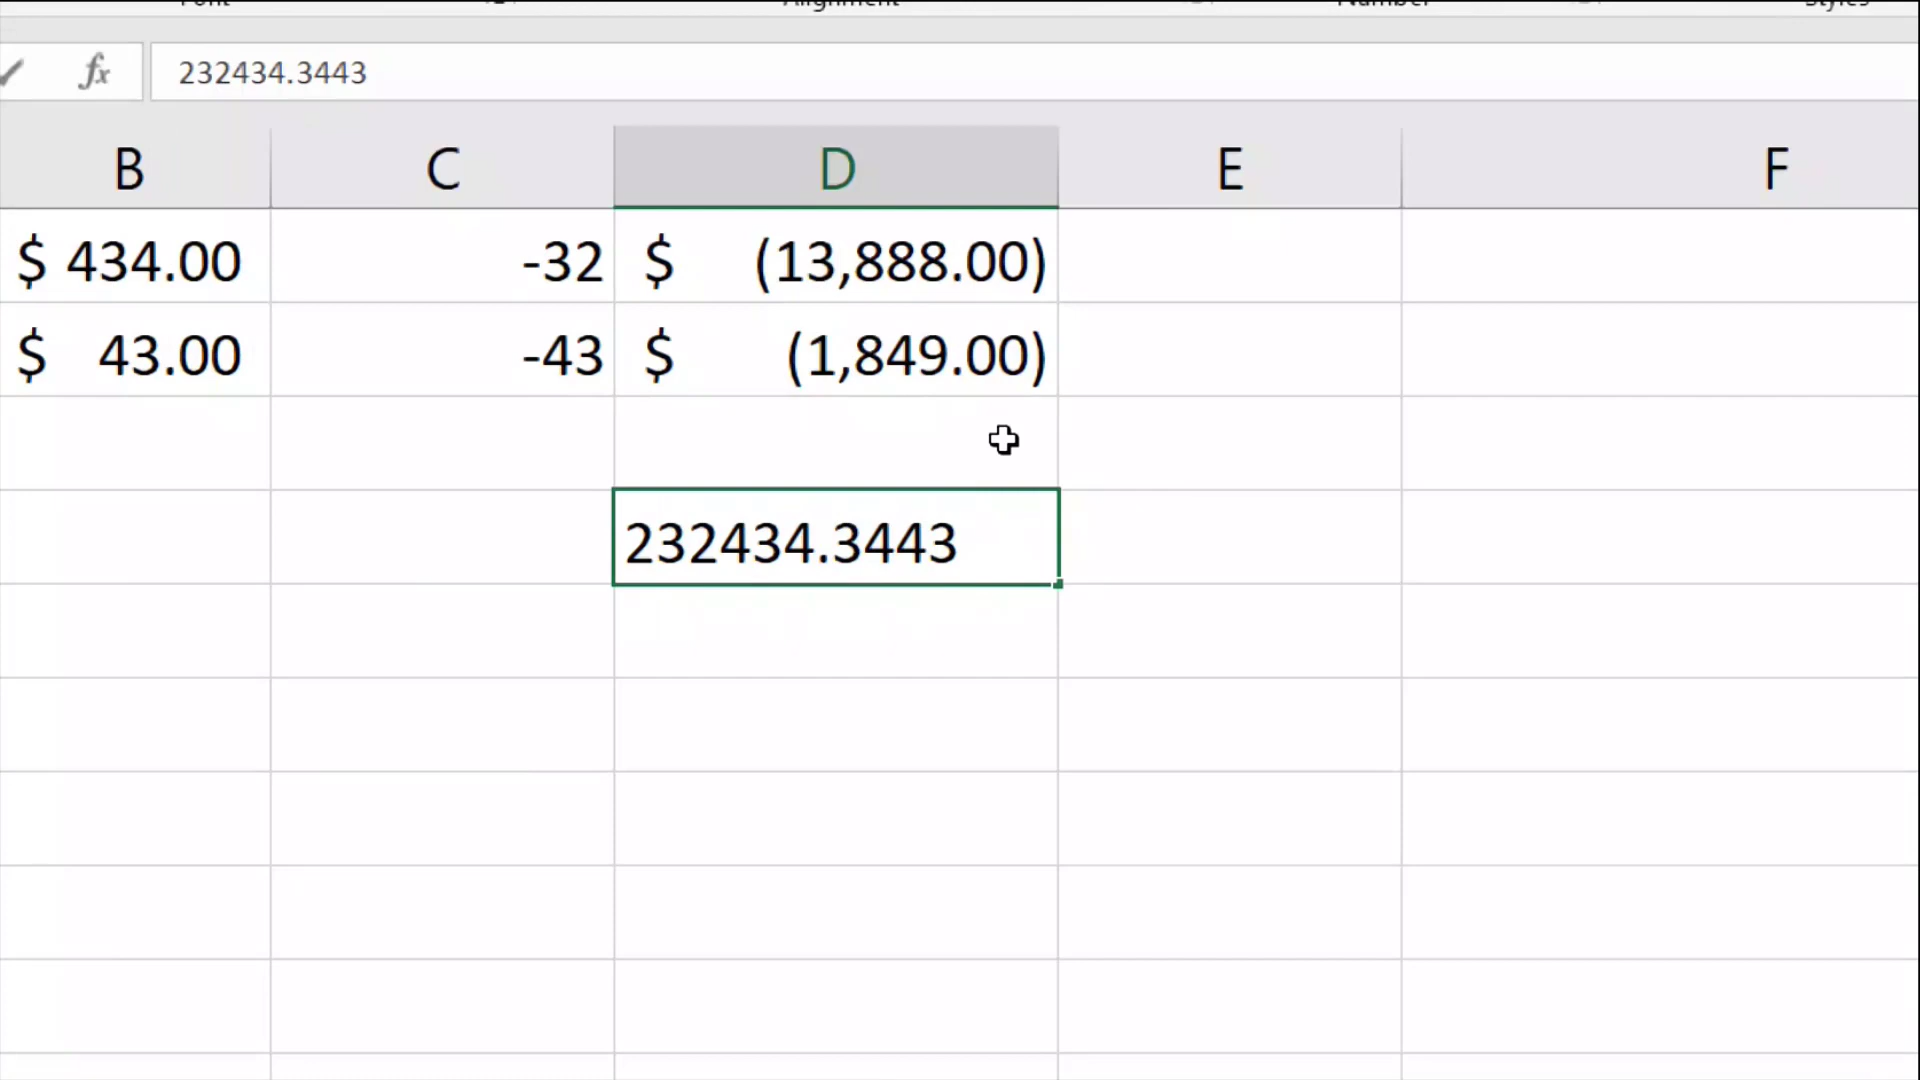 Font Alignment Number Styles
fx 232434.3443
B C D E F
$ 434.00 -32 $ (13,888.00)
$ 43.00 -43 $ (1,849.00)
232434.3443